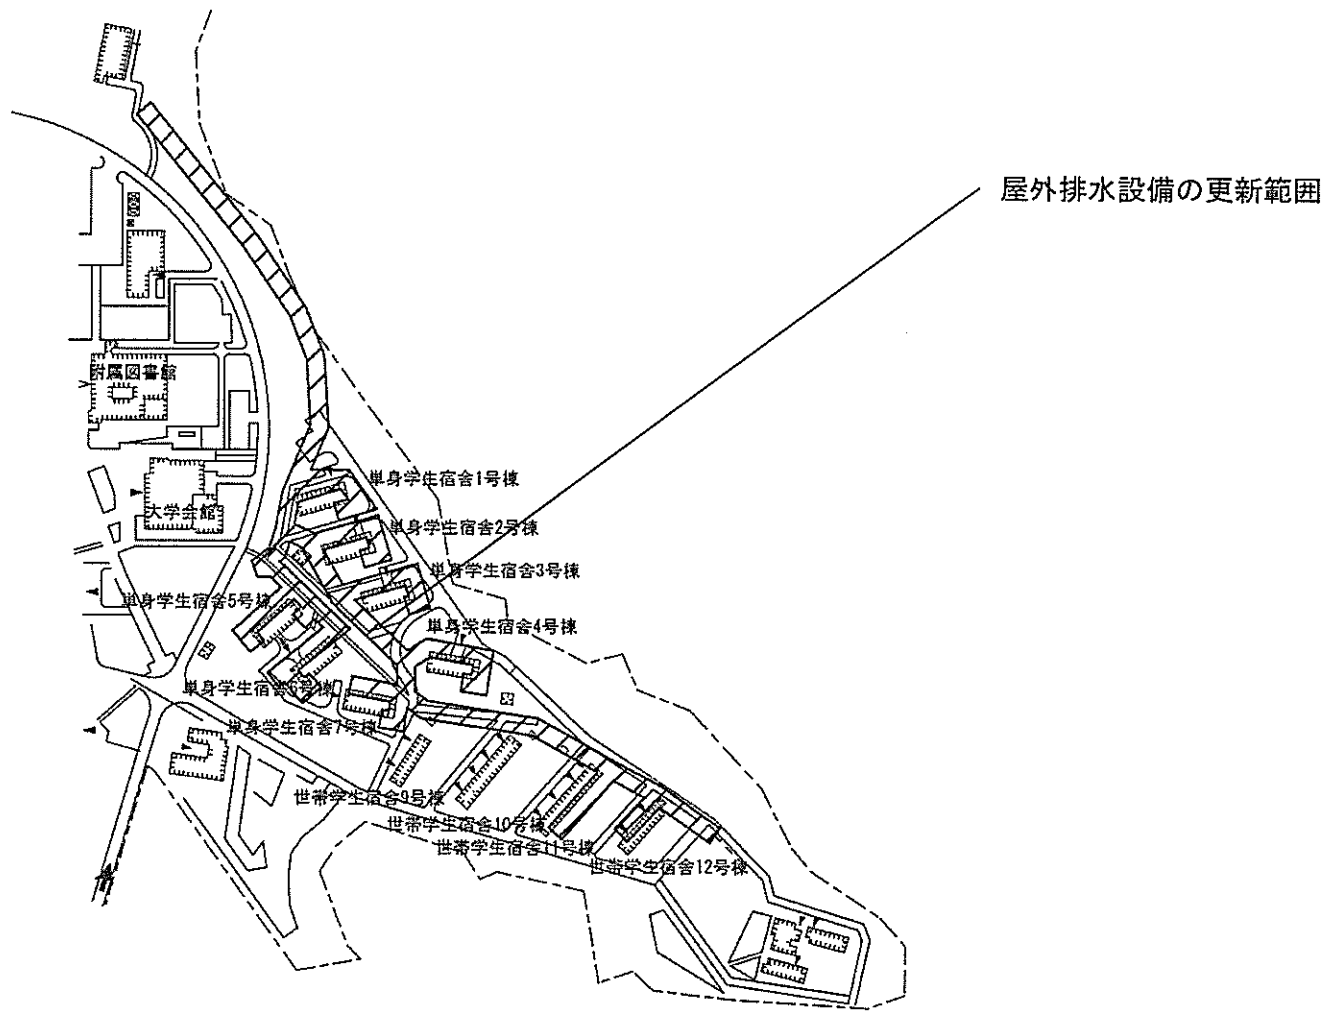 屋外排水設備の更新範囲
附属図書館
単身学生宿舎1号棟
大学会館
単身学生宿舎2号棟
単身学生宿舎3号棟
単身学生宿舎5号棟
単身学生宿舎4号棟
単身学生宿舎6号棟
単身学生宿舎7号棟
世帯学生宿舎9号棟
世帯学生宿舎10号棟
世帯学生宿舎11号棟
世帯学生宿舎12号棟